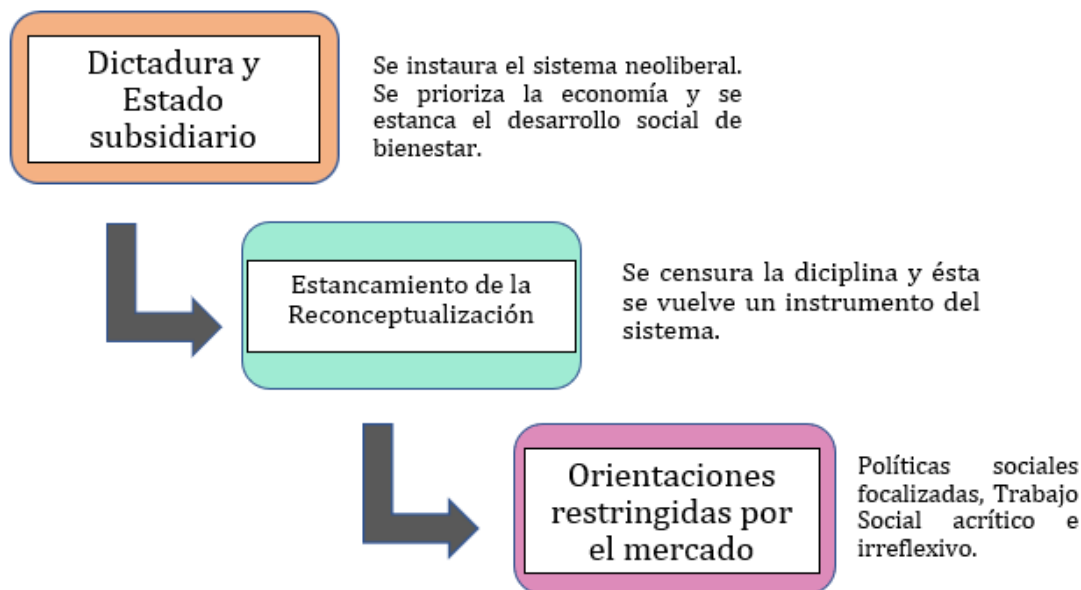 Dictadura y
Estado
subsidiario
Se instaura el sistema neoliberal.
Se prioriza la economía y se
estanca el desarrollo social de
bienestar.
Estancamiento de la
Reconceptualización
Se censura la diciplina y ésta
se vuelve un instrumento del
sistema.
Orientaciones
restringidas por
el mercado
Políticas sociales
focalizadas, Trabajo
Social acrítico e
irreflexivo.